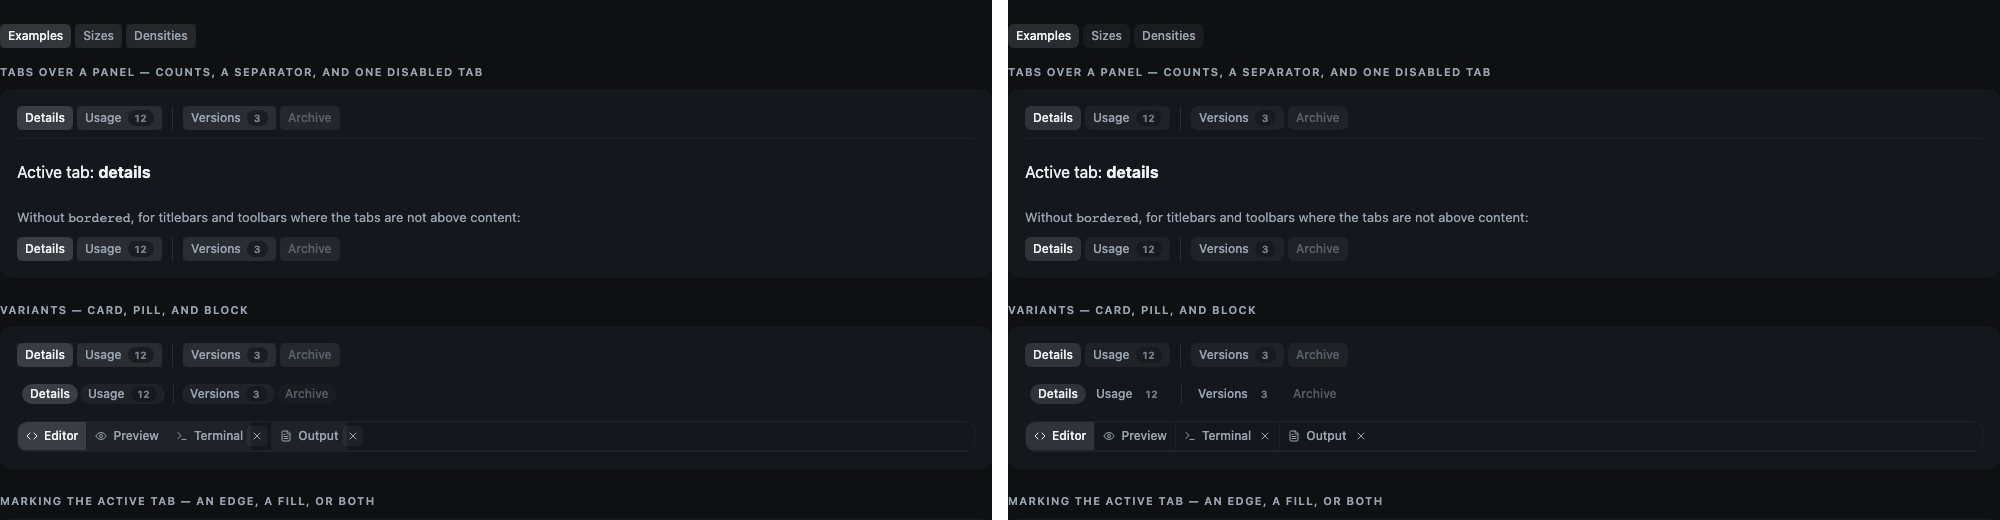 Examples Sizes Densities
TABS OVER A PANEL — COUNTS, A SEPARATOR, AND ONE DISABLED TAB
Details Usage 12 Versions 3 Archive
Active tab: details
Without bordered, for titlebars and toolbars where the tabs are not above content:
Details Usage 12 Versions 3 Archive
VARIANTS — CARD, PILL, AND BLOCK
Details Usage 12 Versions 3 Archive
Details Usage 12 Versions 3 Archive
Editor Preview Terminal Output
MARKING THE ACTIVE TAB — AN EDGE, A FILL, OR BOTH
Examples Sizes Densities
TABS OVER A PANEL — COUNTS, A SEPARATOR, AND ONE DISABLED TAB
Details Usage 12 Versions 3 Archive
Active tab: details
Without bordered, for titlebars and toolbars where the tabs are not above content:
Details Usage 12 Versions 3 Archive
VARIANTS — CARD, PILL, AND BLOCK
Details Usage 12 Versions 3 Archive
Details Usage 12 Versions 3 Archive
Editor Preview Terminal Output
MARKING THE ACTIVE TAB — AN EDGE, A FILL, OR BOTH